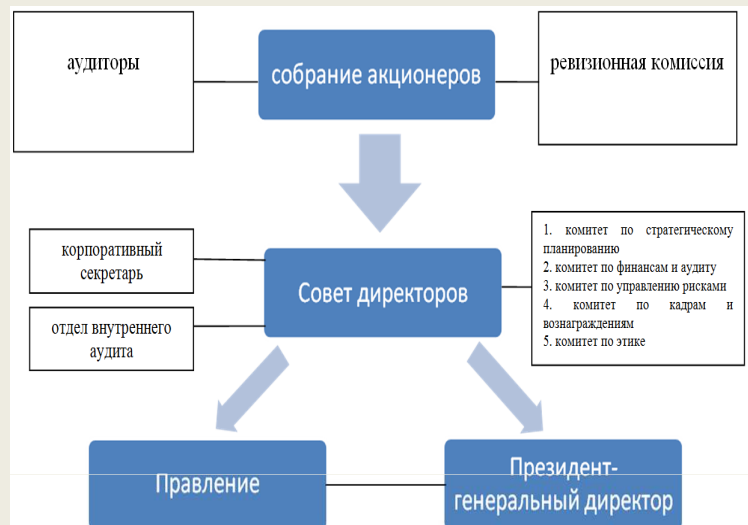 аудиторы
собрание акционеров
ревизионная комиссия
корпоративный
секретарь
отдел внутреннего
аудита
Совет директоров
1. комитет по стратегическому
планированию
2. комитет по финансам и аудиту
3. комитет по управлению рисками
4. комитет по кадрам и
вознаграждениям
5. комитет по этике
Правление
Президент-
генеральный директор